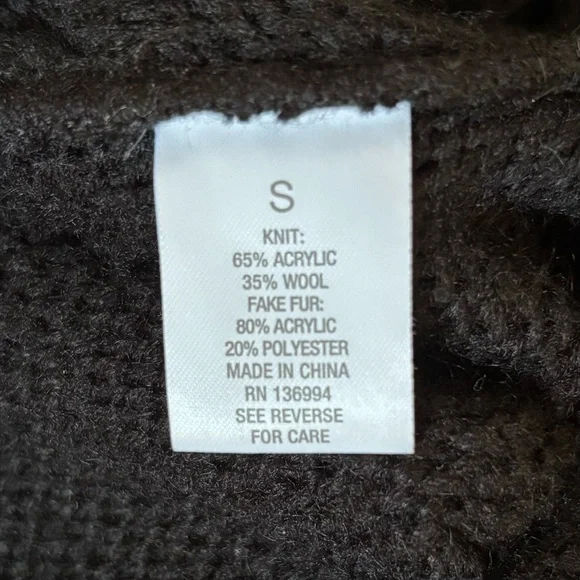 S
KNIT:
65% ACRYLIC
35% WOOL
FAKE FUR:
80% ACRYLIC
20% POLYESTER
MADE IN CHINA
RN 136994
SEE REVERSE
FOR CARE